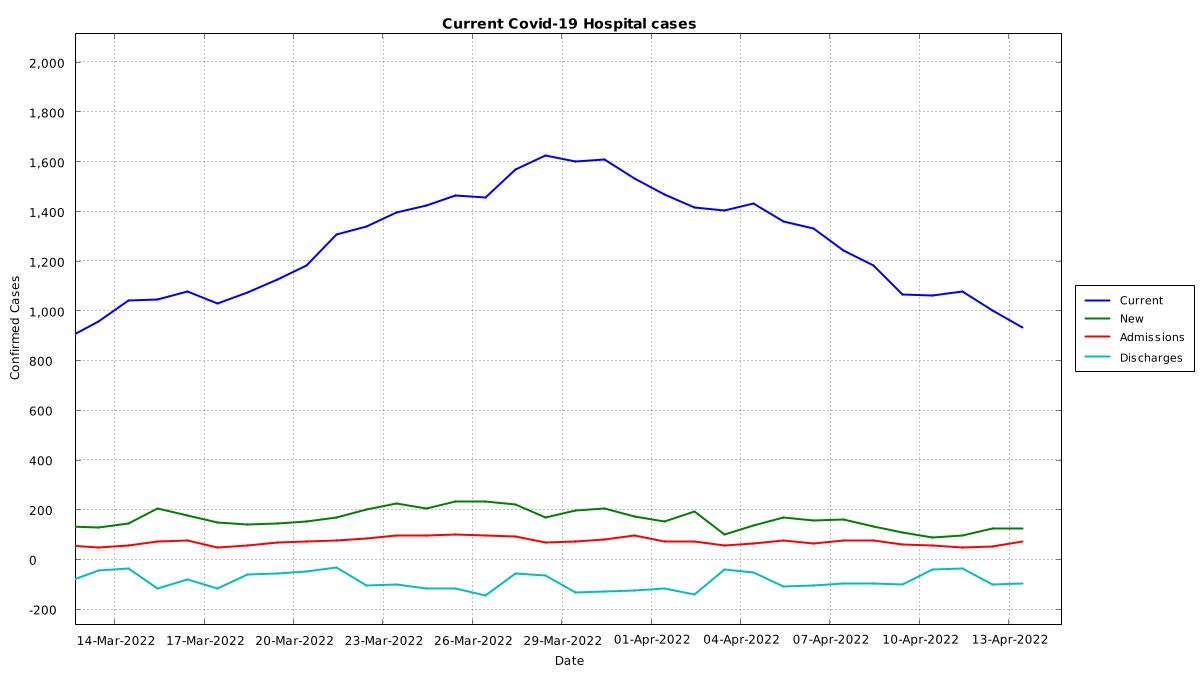 Current Covid-19 Hospital cases
2,000
1,800
1,600
1,400
1,200
1,000
800
600
400
200
0
-200
Confirmed Cases
14-Mar-2022 17-Mar-2022 20-Mar-2022 23-Mar-2022 26-Mar-2022 29-Mar-2022 01-Apr-2022 04-Apr-2022 07-Apr-2022 10-Apr-2022 13-Apr-2022
Date
Current
New
Admissions
Discharges